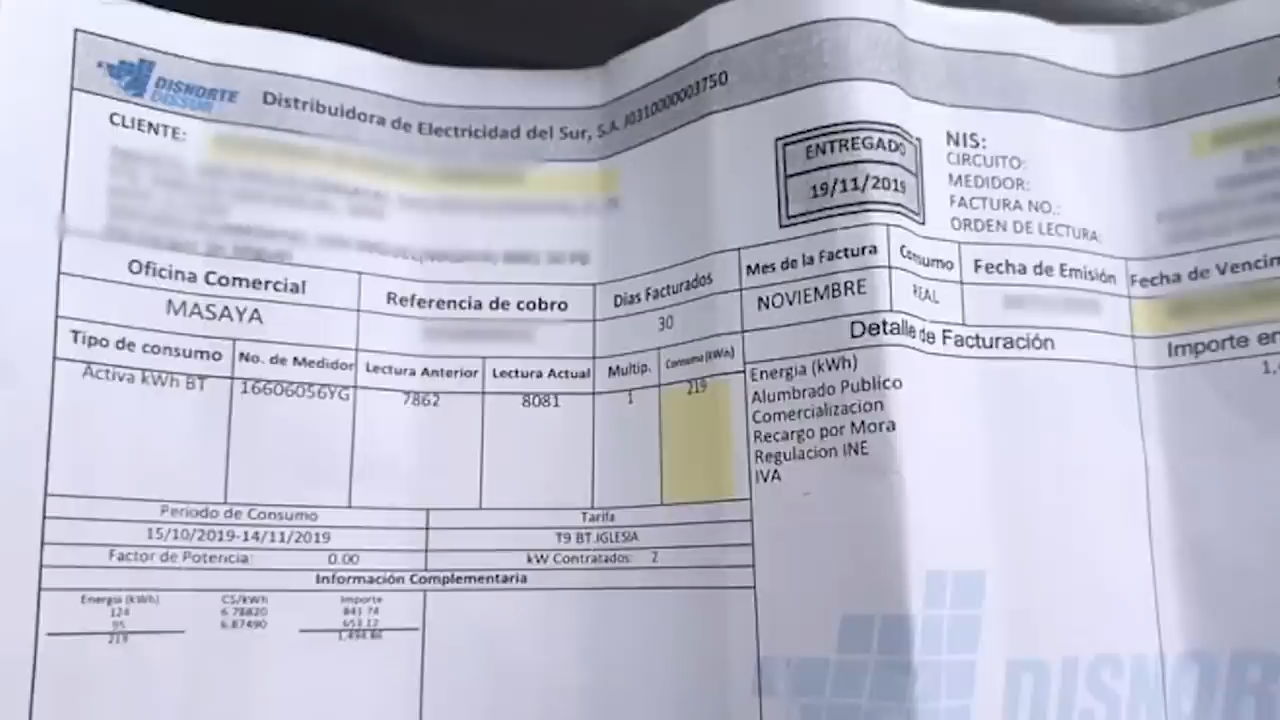 DISNORTE
DISSUR
Distribuidora de Electricidad del Sur, S.A. J0310000003750
CLIENTE:
ENTREGADO
19/11/2019
NIS:
CIRCUITO:
MEDIDOR:
FACTURA NO.:
ORDEN DE LECTURA:
Oficina Comercial
MASAYA
Referencia de cobro
Días Facturados
30
Mes de la Factura
NOVIEMBRE
Consumo
REAL
Fecha de Emisión
Fecha de Vencim
Tipo de consumo
Activa kWh BT
No. de Medidor
16606056YG
Lectura Anterior
7862
Lectura Actual
8081
Multip.
1
Consumo (kWh)
219
Detalle de Facturación
Importe en
Energia (kWh)
Alumbrado Publico
Comercializacion
Recargo por Mora
Regulacion INE
IVA
Periodo de Consumo
15/10/2019-14/11/2019
Tarifa
T9 BT.IGLESIA
Factor de Potencia: 0.00
kW Contratados: 2
Información Complementaria
Energia (kWh) C$/kWh Importe
124 6.78820 841.74
95 6.87490 653.12
219 1,494.86
DISNOR